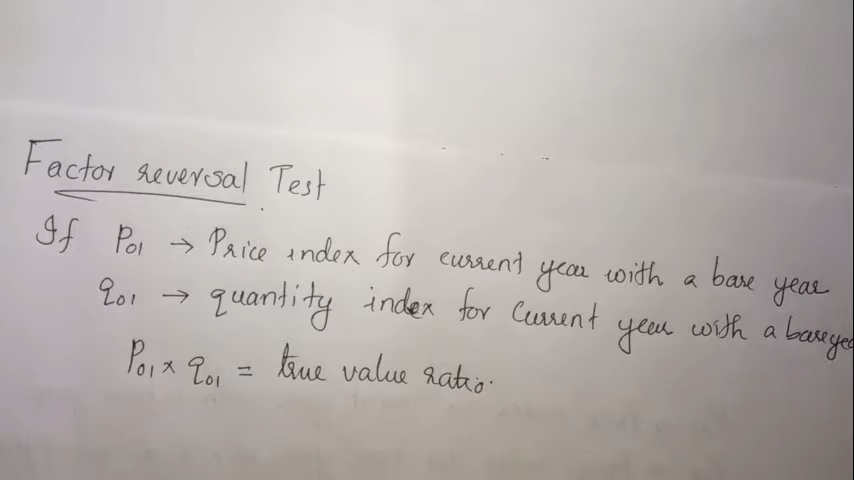 Factor reversal Test
If P01 → Price index for current year with a base year
q01 → quantity index for current year with a base yea
P01 x q01 = true value ratio.